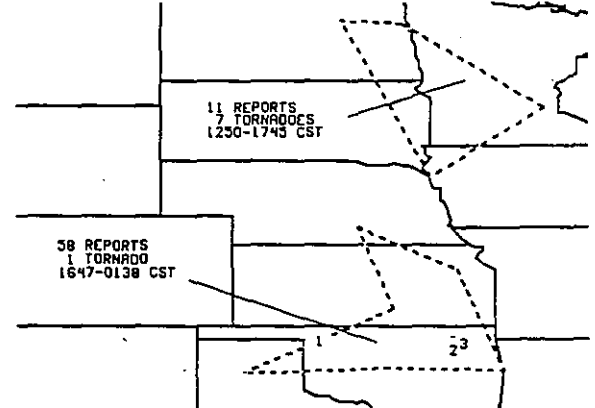 11 REPORTS
7 TORNADOES
1250-1745 CST
58 REPORTS
1 TORNADO
1647-0138 CST
1
2 3